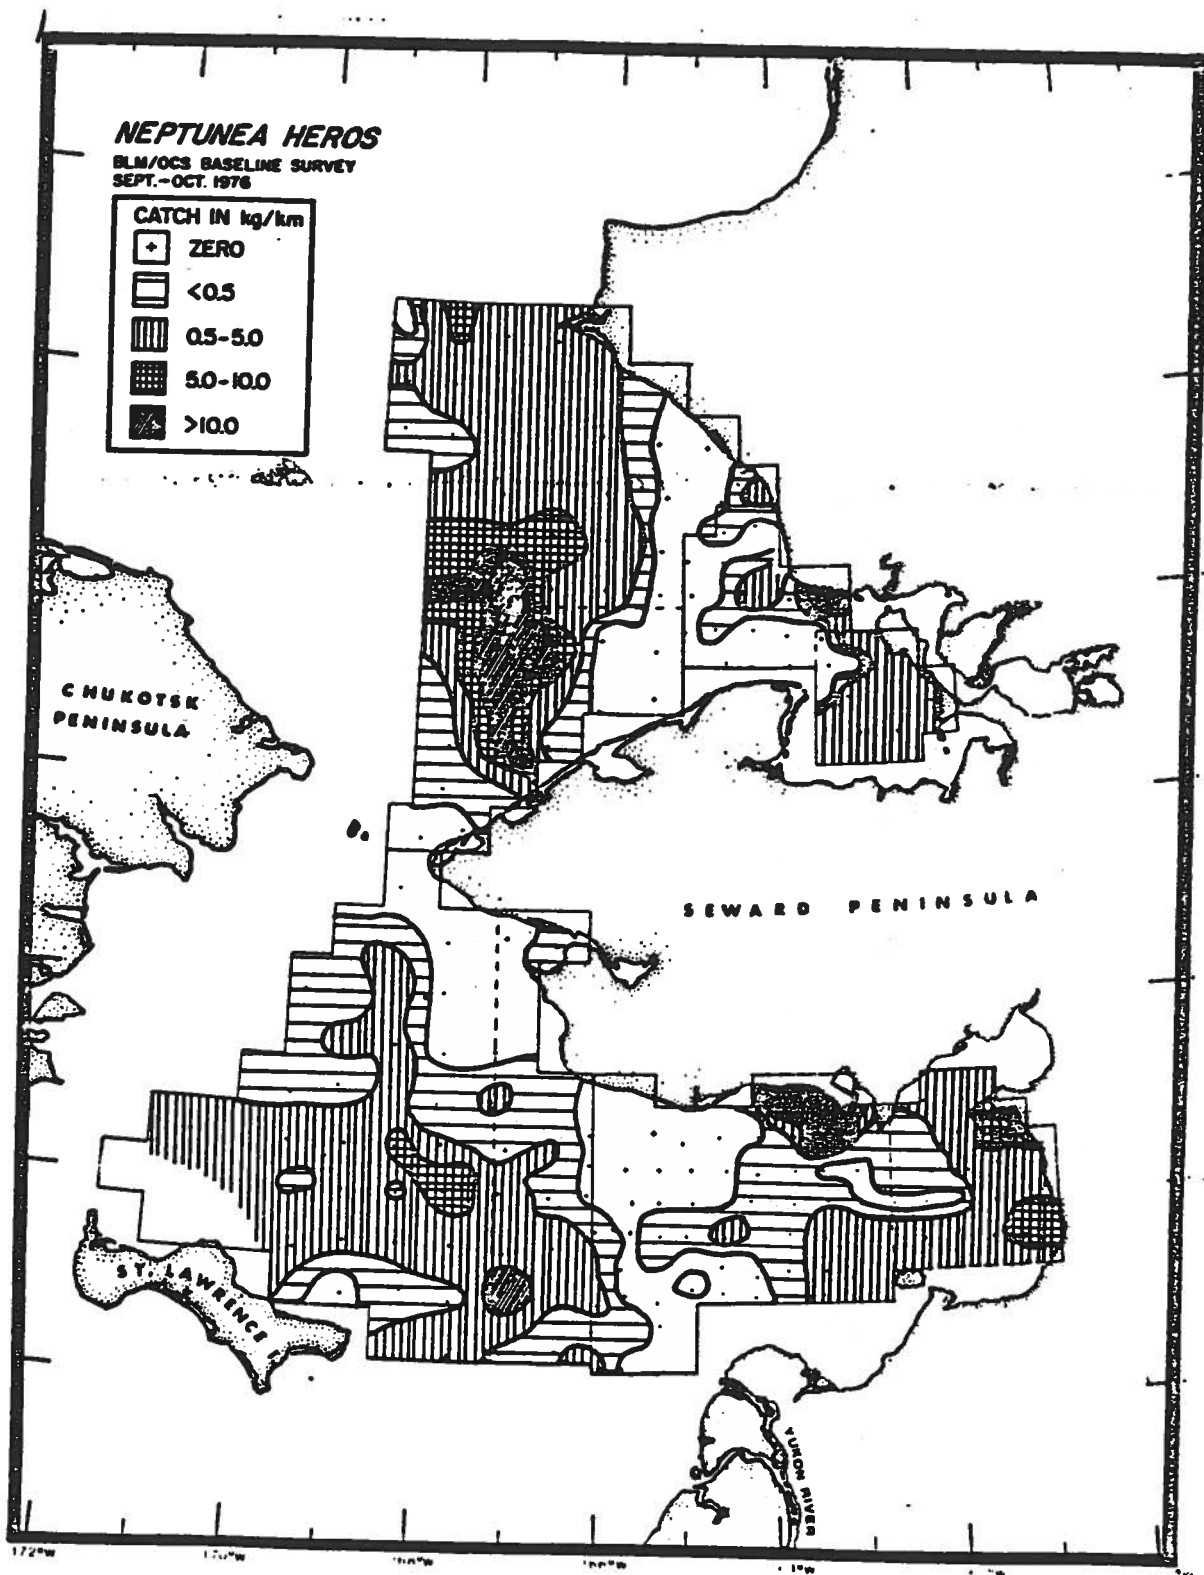 NEPTUNEA HEROS
BLM/OCS BASELINE SURVEY
SEPT.-OCT. 1976
CATCH IN kg/km
ZERO
<0.5
0.5-5.0
5.0-10.0
>10.0
CHUKOTSK
PENINSULA
SEWARD PENINSULA
ST. LAWRENCE I.
YUKON RIVER
172°W